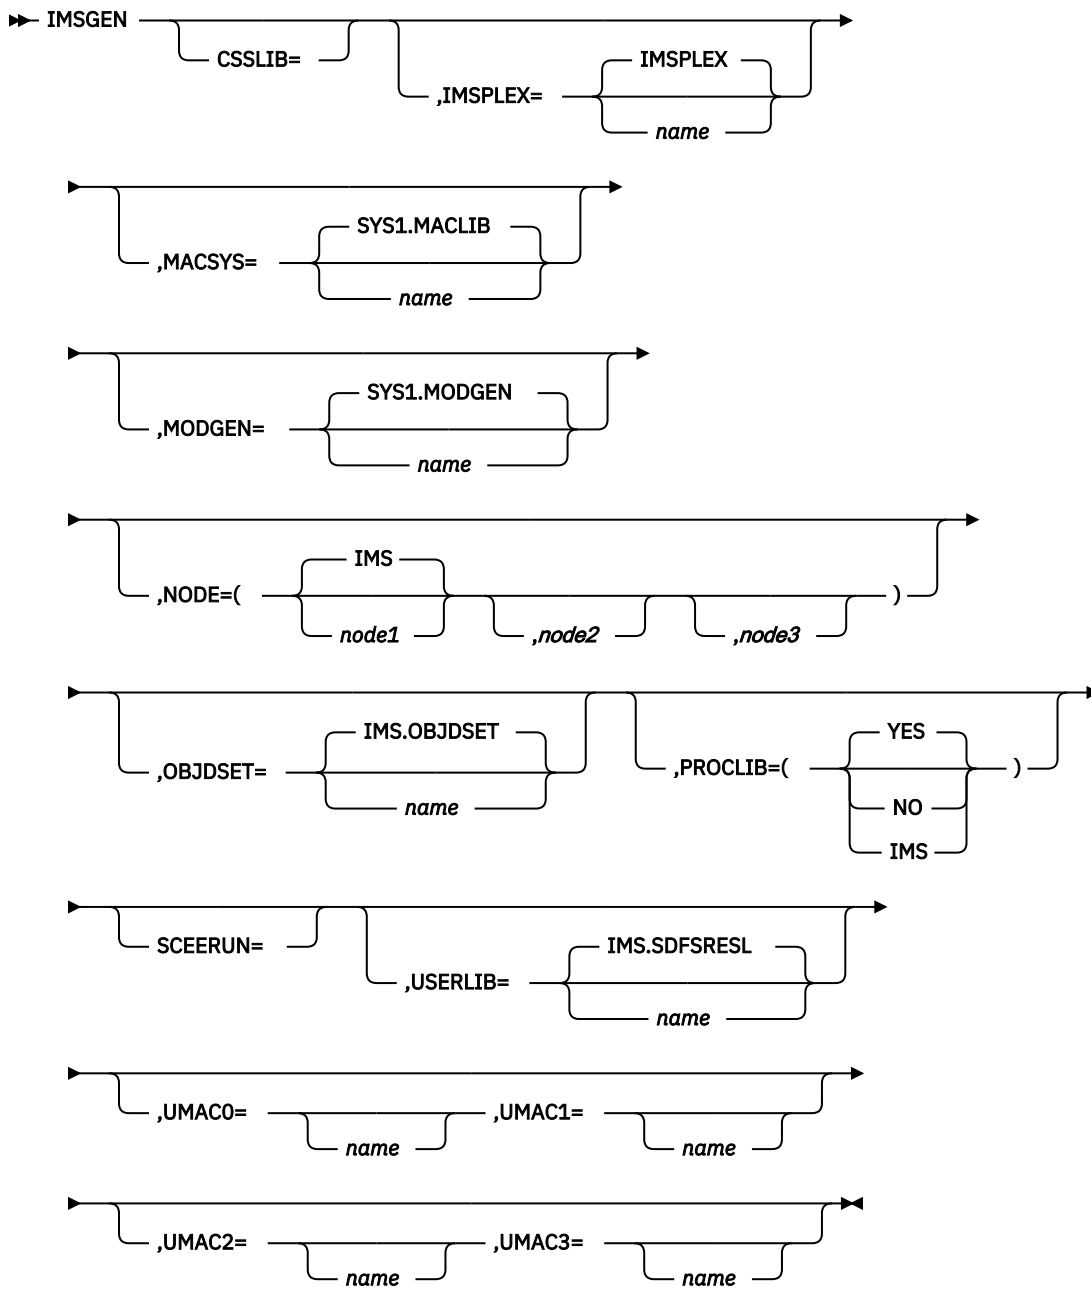 IMSGEN
CSSLIB=
,IMSPLEX=
IMSPLEX
name
,MACSYS=
SYS1.MACLIB
name
,MODGEN=
SYS1.MODGEN
name
,NODE=(
IMS
node1
,node2
,node3
)
,OBJDSET=
IMS.OBJDSET
name
,PROCLIB=(
YES
NO
IMS
)
SCEERUN=
,USERLIB=
IMS.SDFSRESL
name
,UMAC0=
name
,UMAC1=
name
,UMAC2=
name
,UMAC3=
name